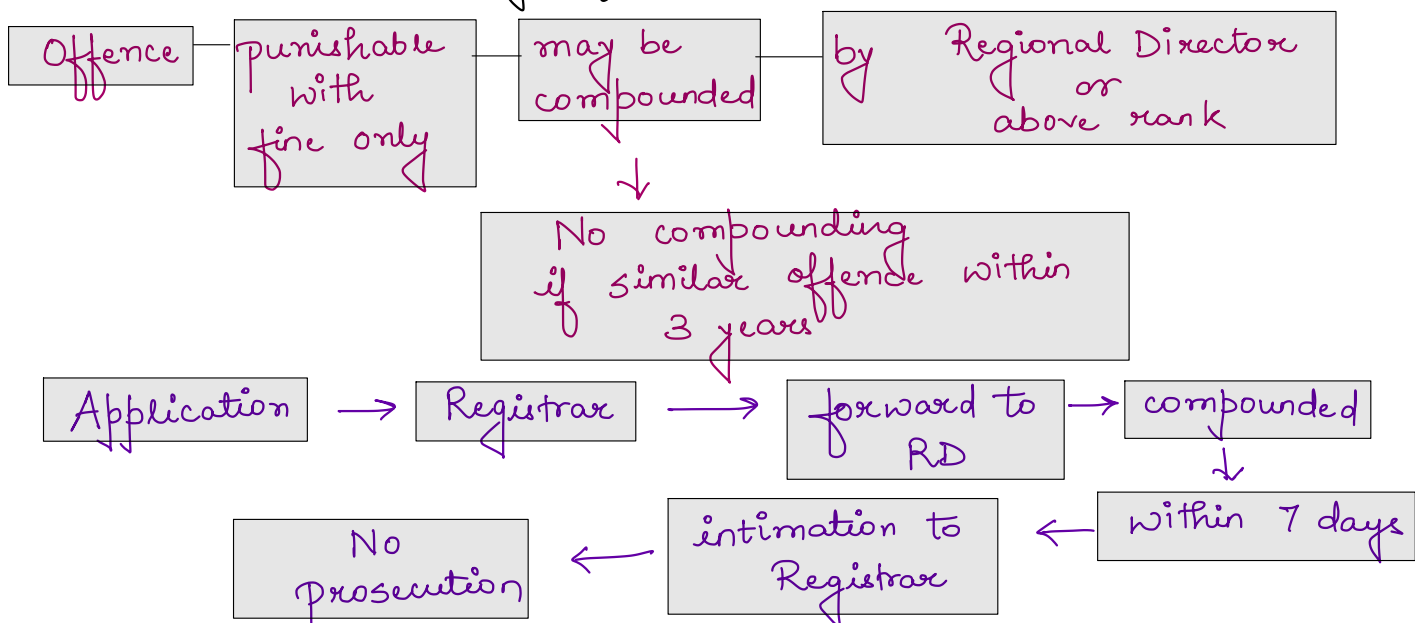 Offence
punishable
with
fine only
may be
compounded
by Regional Director
or
above rank
No compounding
if similar offence within
3 years
Application
Registrar
forward to
RD
compounded
within 7 days
intimation to
Registrar
No
prosecution